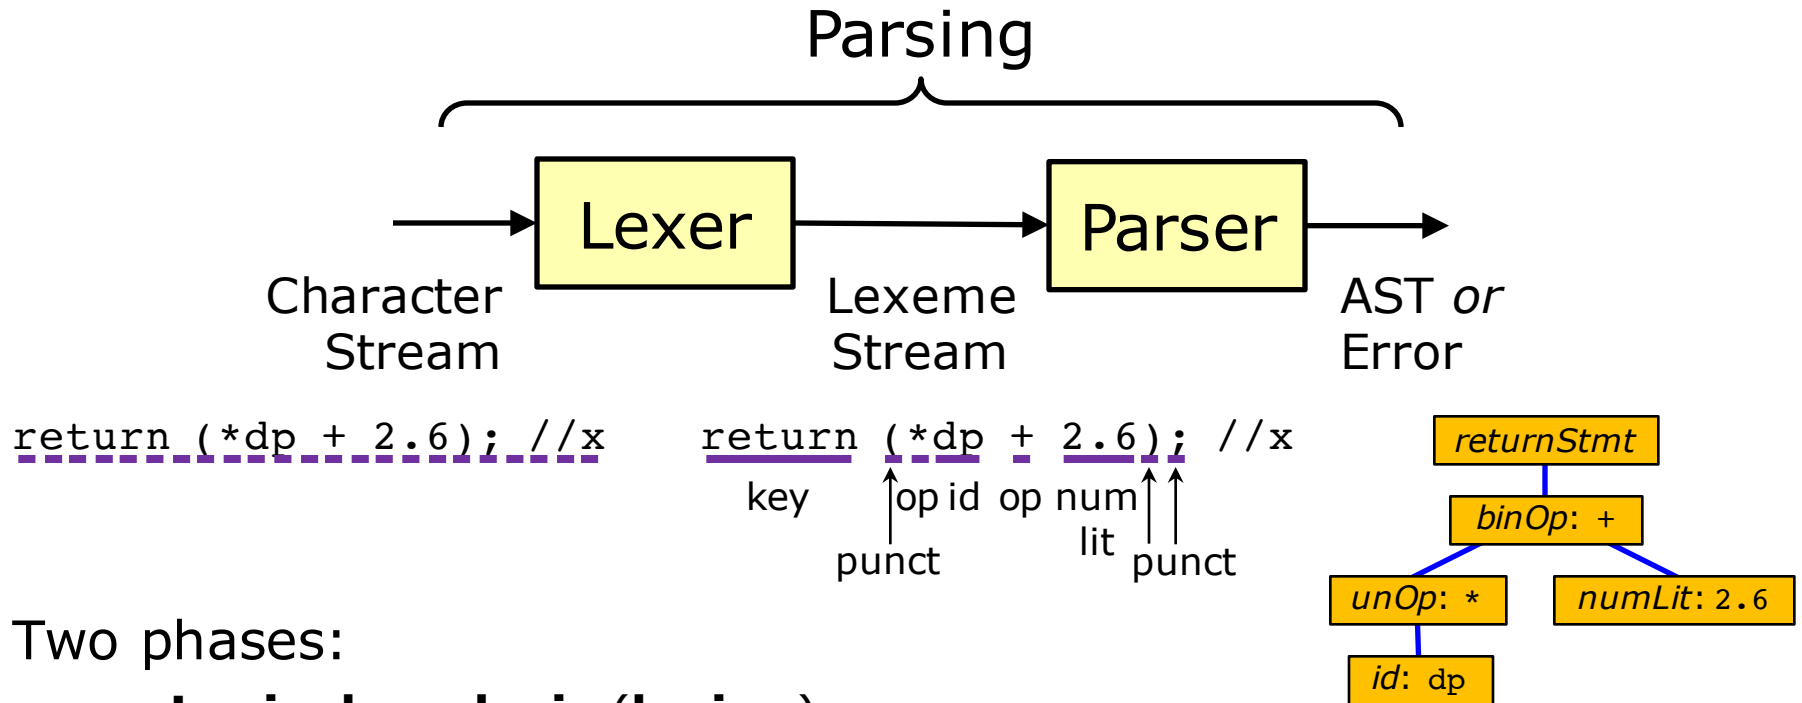 Parsing
Lexer
Parser
Character
Stream
Lexeme
Stream
AST or
Error
return (*dp + 2.6); //x
return (*dp + 2.6); //x
key
op id op num
lit
punct
punct
returnStmt
binOp: +
unOp: *
numLit: 2.6
id: dp
Two phases: